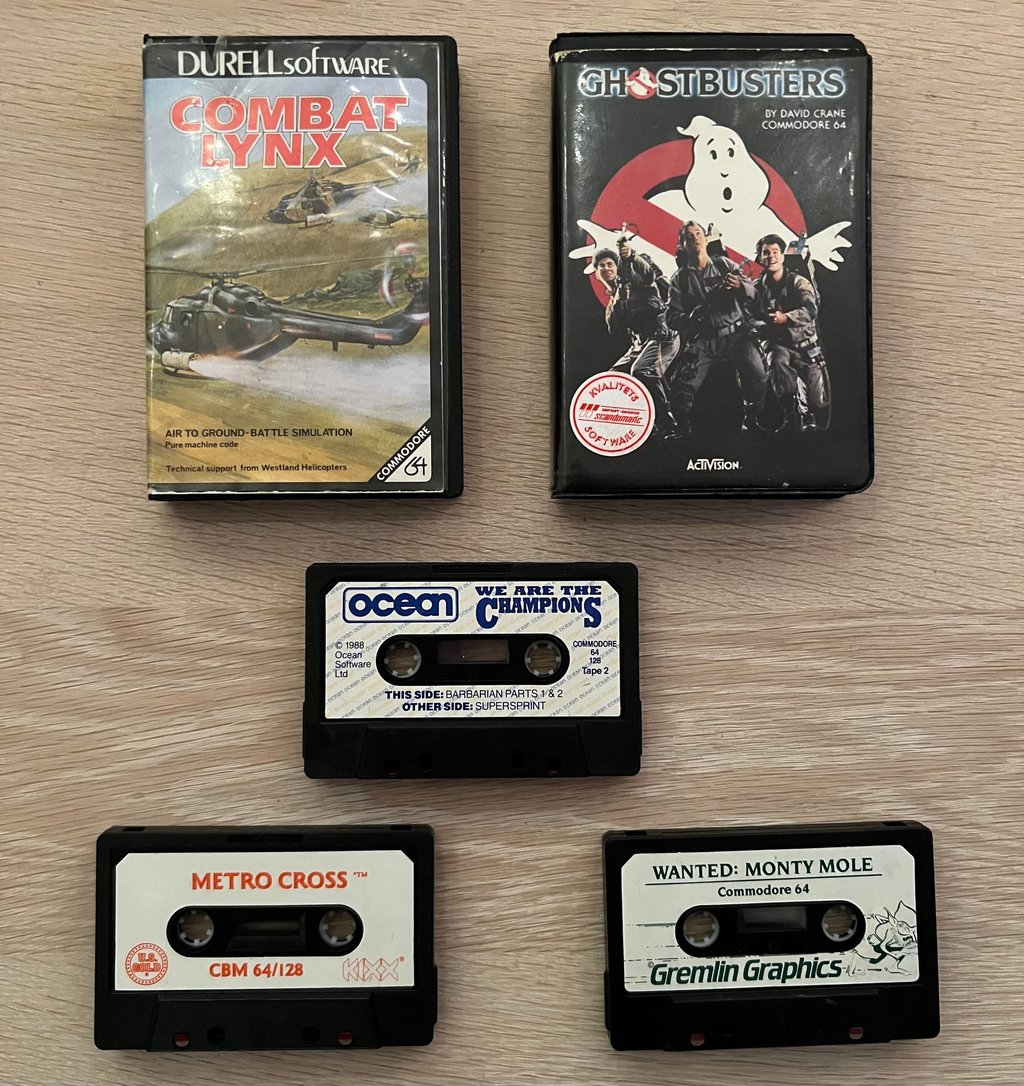 DURELL SOFTWARE
COMBAT
LYNX
AIR TO GROUND-BATTLE SIMULATION
Pure machine code
Technical support from Westland Helicopters
COMMODORE
64
GHOSTBUSTERS
BY DAVID CRANE
COMMODORE 64
KVALITETS
scandomatic
SOFTWARE
ACTIVISION
ocean
WE ARE THE
CHAMPIONS
© 1988
Ocean
Software
Ltd
COMMODORE
64
128
Tape 2
THIS SIDE: BARBARIAN PARTS 1 & 2
OTHER SIDE: SUPERSPRINT
METRO CROSS™
U.S.
GOLD
®
CBM 64/128
KIXX®
WANTED: MONTY MOLE
Commodore 64
©Gremlin Graphics